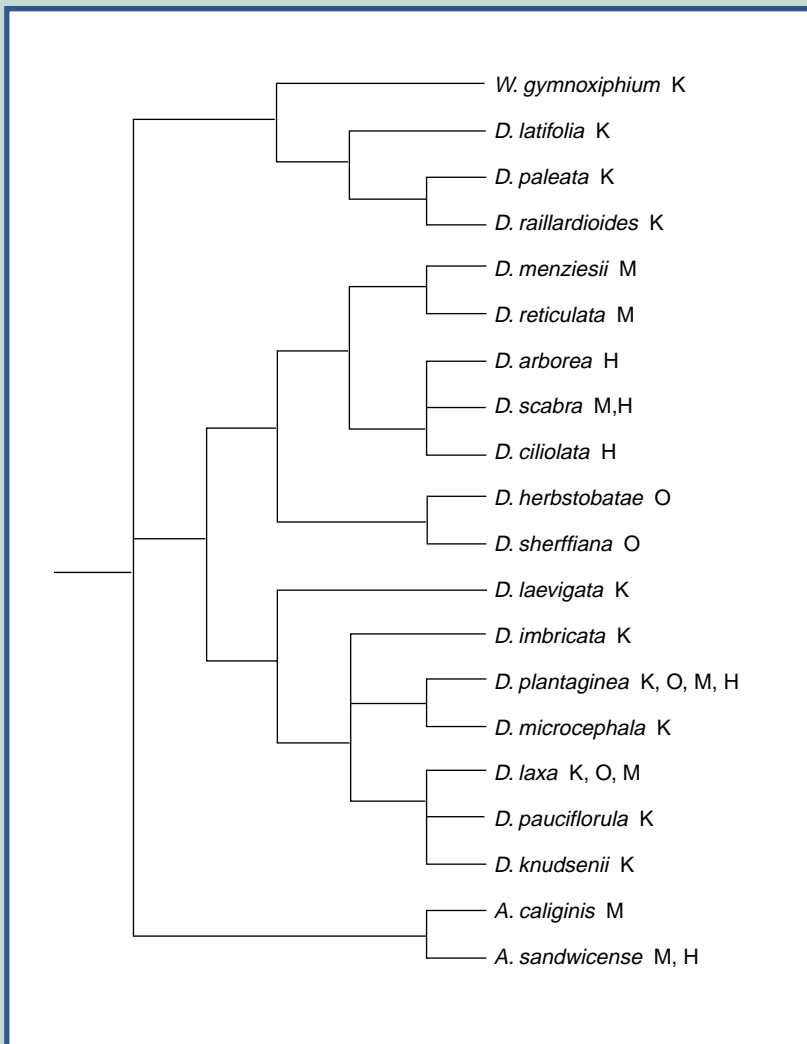 W. gymnoxiphium K
D. latifolia K
D. paleata K
D. raillardioides K
D. menziesii M
D. reticulata M
D. arborea H
D. scabra M,H
D. ciliolata H
D. herbstobatae O
D. sherffiana O
D. laevigata K
D. imbricata K
D. plantaginea K, O, M, H
D. microcephala K
D. laxa K, O, M
D. pauciflorula K
D. knudsenii K
A. caliginis M
A. sandwicense M, H